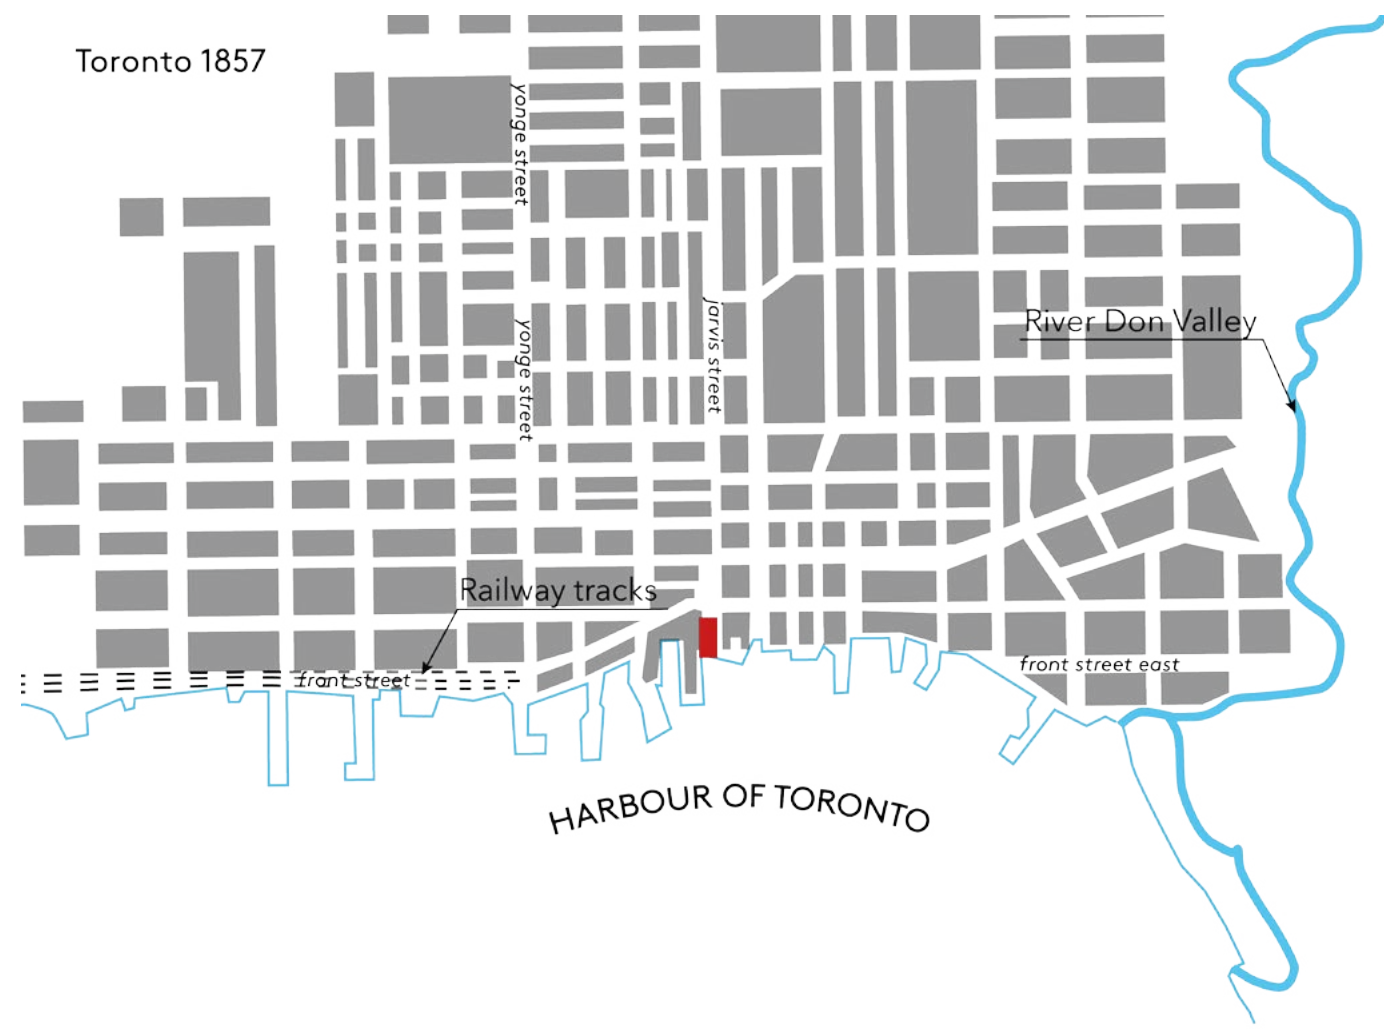 Toronto 1857
yonge street
jarvis street
River Don Valley
yonge street
Railway tracks
front street
front street east
HARBOUR OF TORONTO